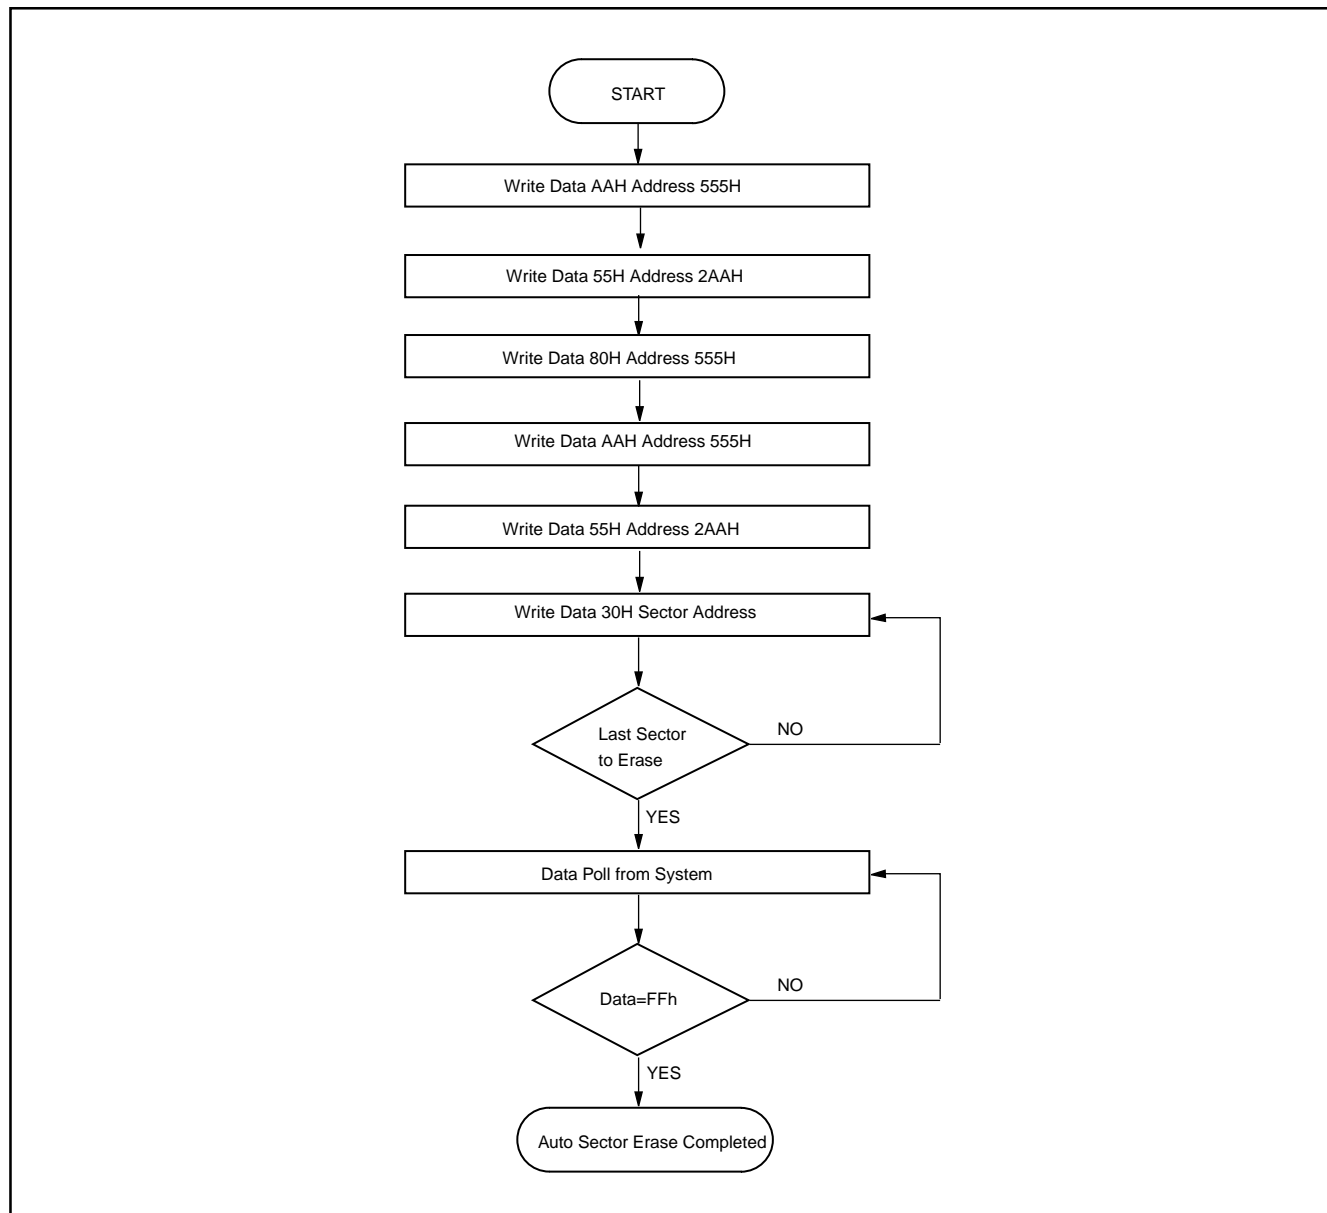 START
Write Data AAH Address 555H
Write Data 55H Address 2AAH
Write Data 80H Address 555H
Write Data AAH Address 555H
Write Data 55H Address 2AAH
Write Data 30H Sector Address
Last Sector
to Erase
NO
YES
Data Poll from System
Data=FFh
NO
YES
Auto Sector Erase Completed